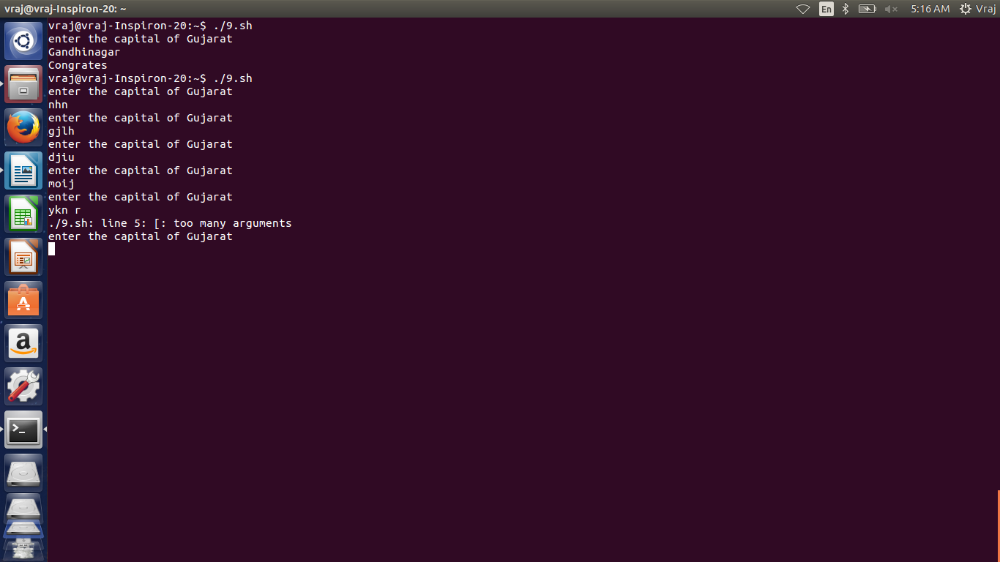 vraj@vraj-Inspiron-20: ~
En
5:16 AM
Vraj
vraj@vraj-Inspiron-20:~$ ./9.sh
enter the capital of Gujarat
Gandhinagar
Congrates
vraj@vraj-Inspiron-20:~$ ./9.sh
enter the capital of Gujarat
nhn
enter the capital of Gujarat
gjlh
enter the capital of Gujarat
djiu
enter the capital of Gujarat
moij
enter the capital of Gujarat
ykn r
./9.sh: line 5: [: too many arguments
enter the capital of Gujarat